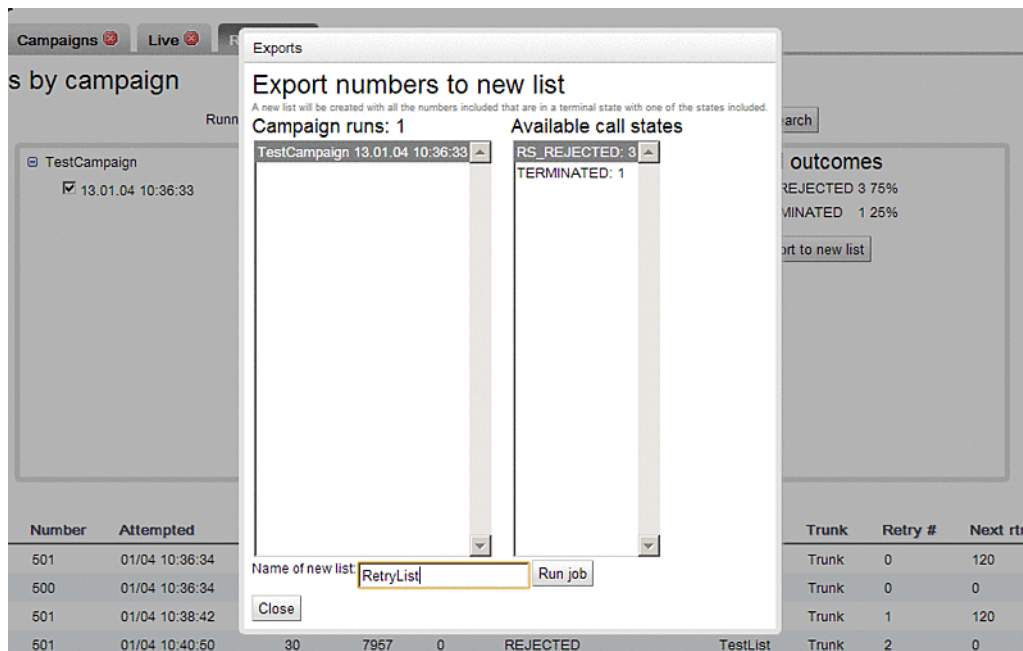 Campaigns Live R
Exports
s by campaign
Export numbers to new list
A new list will be created with all the numbers included that are in a terminal state with one of the states included.
Runn arch
Campaign runs: 1 Available call states
TestCampaign 13.01.04 10:36:33 RS_REJECTED: 3
TERMINATED: 1
TestCampaign
13.01.04 10:36:33
outcomes
REJECTED 3 75%
MINATED 1 25%
ort to new list
Number Attempted Trunk Retry # Next rt
501 01/04 10:36:34 Trunk 0 120
Name of new list: RetryList Run job
500 01/04 10:36:34 Trunk 0 0
Close
501 01/04 10:38:42 Trunk 1 120
501 01/04 10:40:50 30 7957 0 REJECTED TestList Trunk 2 0